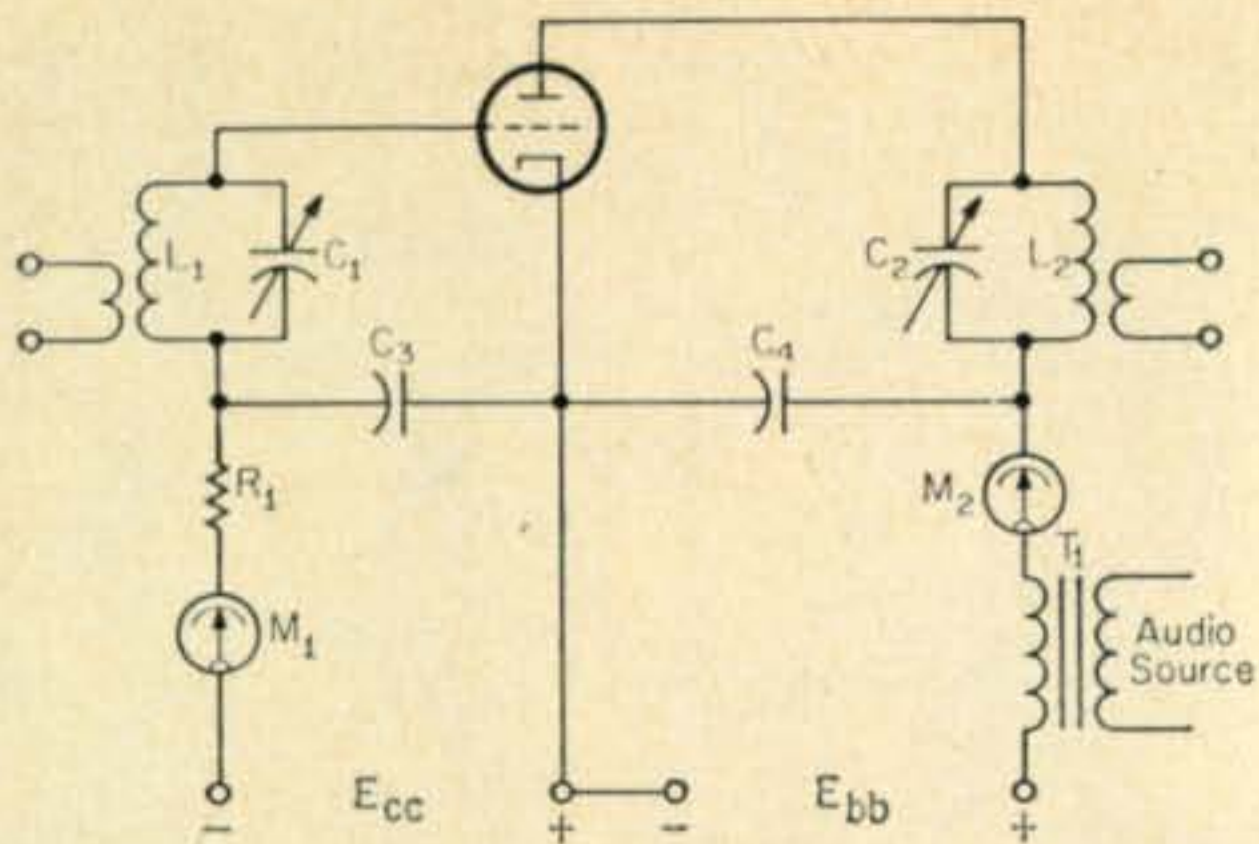 L1
C1
C2
L2
C3
C4
R1
M2
T1
M1
Audio
Source
Ecc
Ebb
- + - +